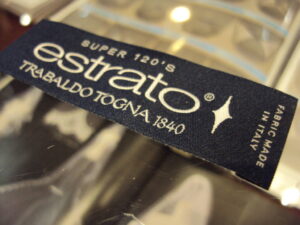 SUPER 120'S
estrato®
TRABALDO TOGNA 1840
FABRIC MADE
IN ITALY